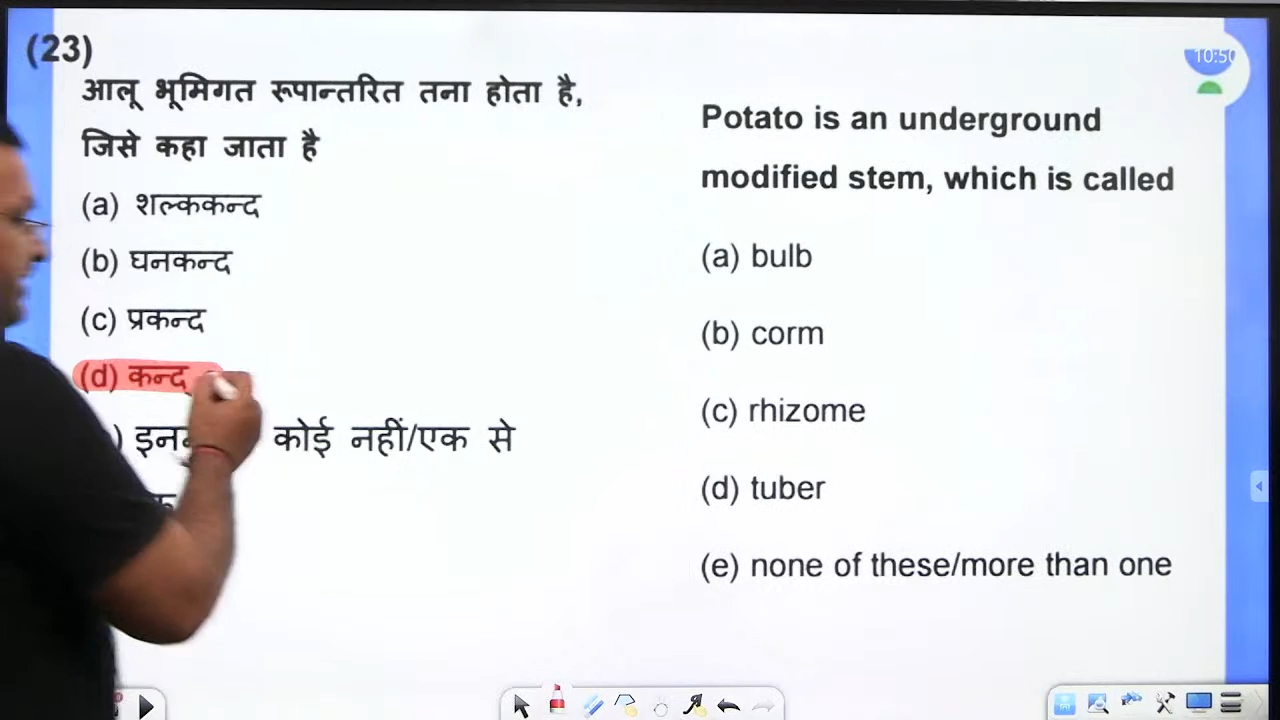 (23)
आलू भूमिगत रूपान्तरित तना होता है,
जिसे कहा जाता है
(a) शल्ककन्द
(b) घनकन्द
(c) प्रकन्द
(d) कन्द
कोई नहीं/एक से
10:50
Potato is an underground
modified stem, which is called
(a) bulb
(b) corm
(c) rhizome
(d) tuber
(e) none of these/more than one